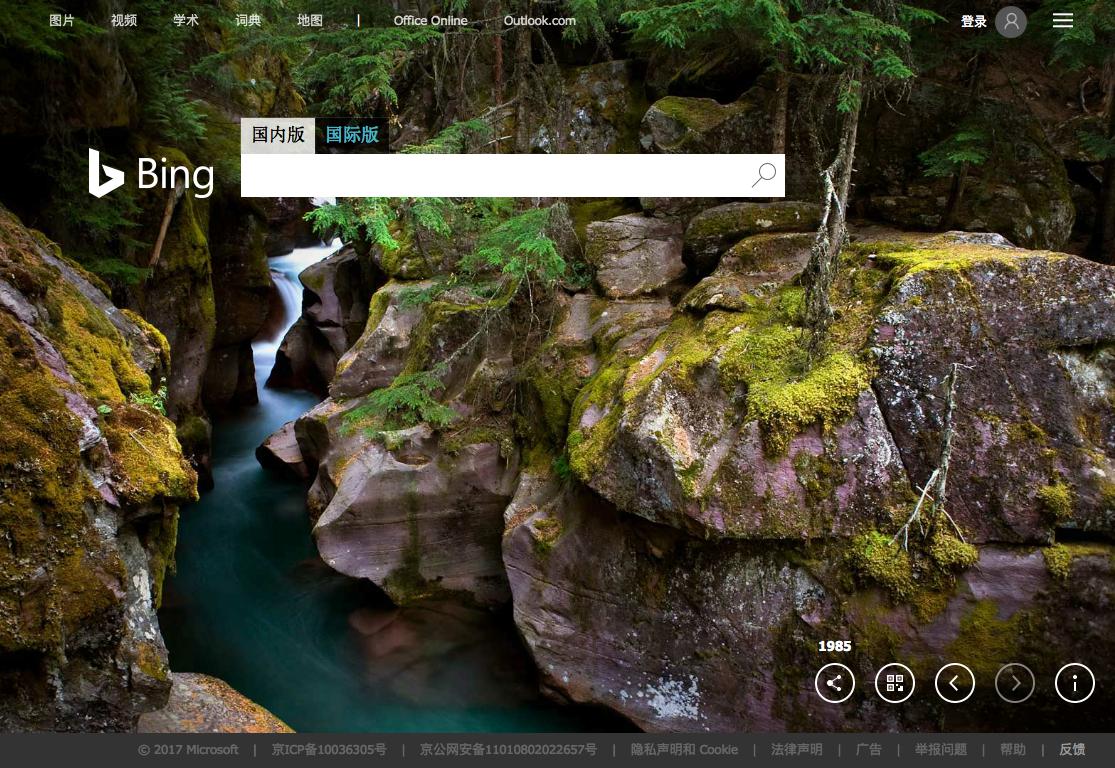 图片 视频 学术 词典 地图 | Office Online Outlook.com 登录
国内版 国际版
Bing
1985
© 2017 Microsoft | 京ICP备10036305号 | 京公网安备11010802022657号 | 隐私声明和 Cookie | 法律声明 | 广告 | 举报问题 | 帮助 | 反馈